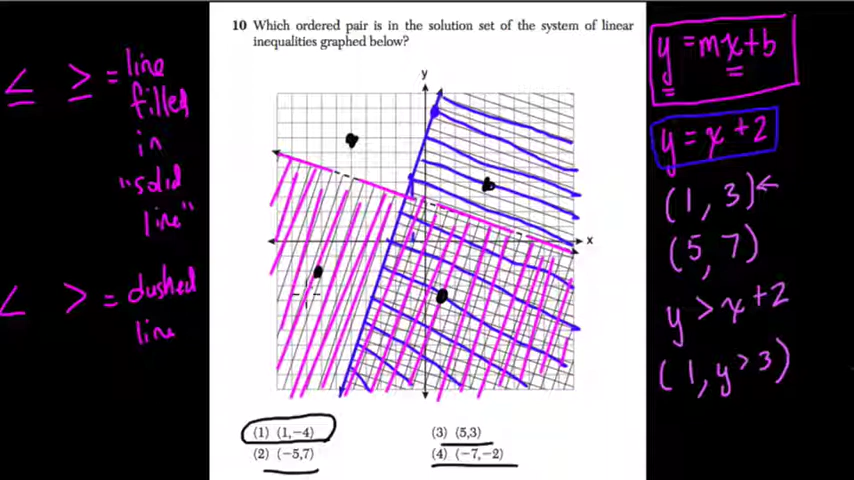 < > = line
filled
in
"solid
line"
< > = dushed
line
10 Which ordered pair is in the solution set of the system of linear
inequalities graphed below?
y
x
(1) (1,−4)
(2) (−5,7)
(3) (5,3)
(4) (−7,−2)
y = mx + b
y = x + 2
(1, 3) ←
(5, 7)
y > x + 2
(1, y > 3)